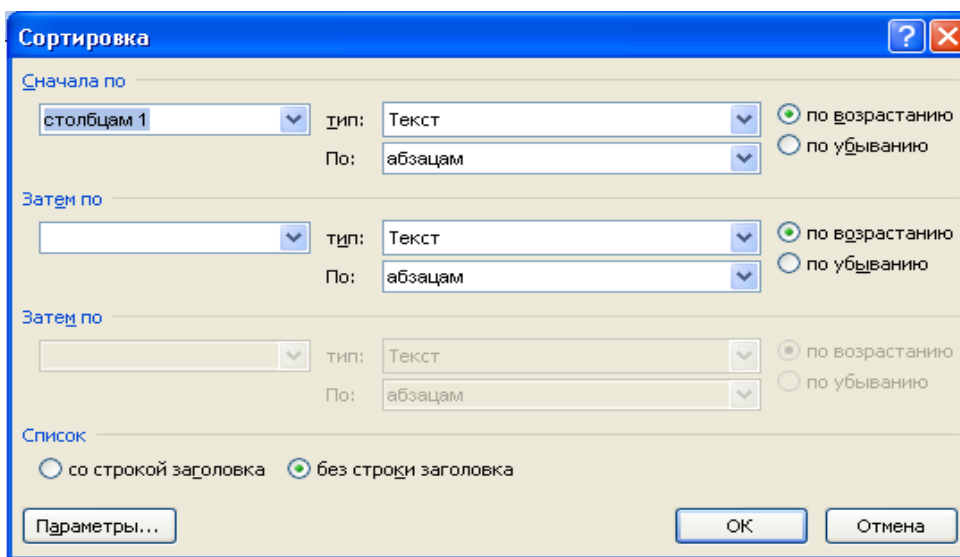 Сортировка
Сначала по
столбцам 1 тип: Текст по возрастанию
По: абзацам по убыванию
Затем по
тип: Текст по возрастанию
По: абзацам по убыванию
Затем по
тип: Текст по возрастанию
По: абзацам по убыванию
Список
со строкой заголовка без строки заголовка
Параметры... ОК Отмена